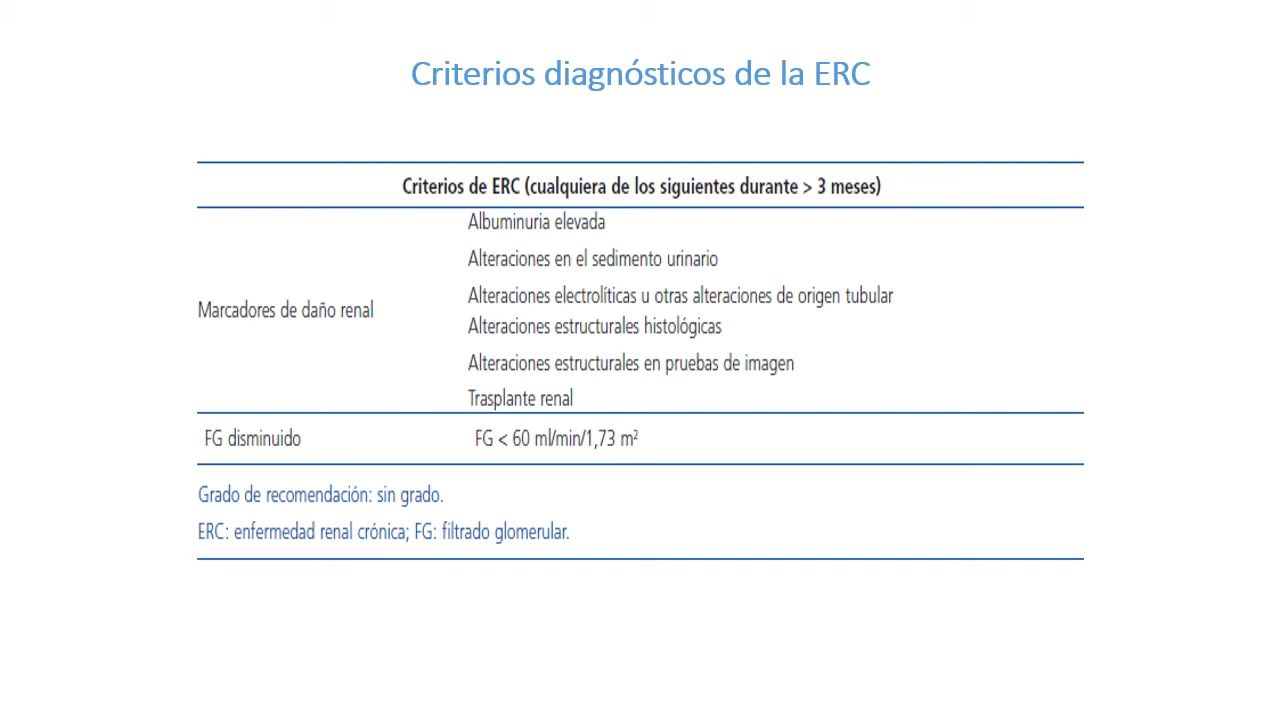 Criterios diagnósticos de la ERC
Criterios de ERC (cualquiera de los siguientes durante > 3 meses)
Marcadores de daño renal
Albuminuria elevada
Alteraciones en el sedimento urinario
Alteraciones electrolíticas u otras alteraciones de origen tubular
Alteraciones estructurales histológicas
Alteraciones estructurales en pruebas de imagen
Trasplante renal
FG disminuido FG < 60 ml/min/1,73 m²
Grado de recomendación: sin grado.
ERC: enfermedad renal crónica; FG: filtrado glomerular.